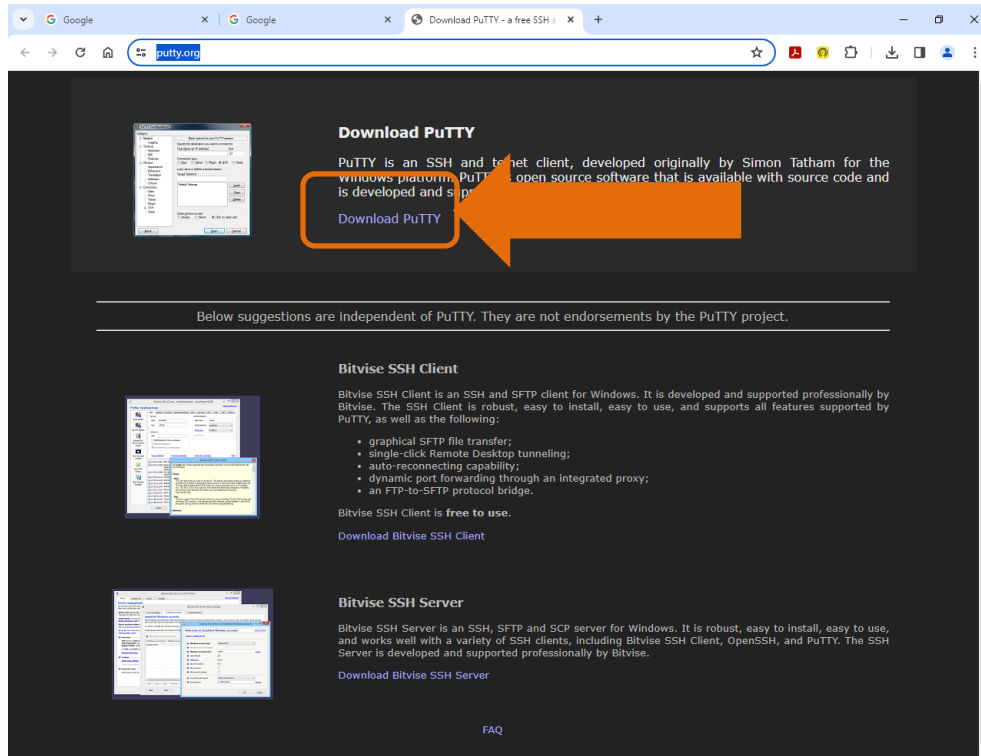 Google
Google
Download PuTTY - a free SSH a
putty.org
Download PuTTY
PuTTY is an SSH and te net client, developed originally by Simon Tatham for the
Windows platform. PuTT open source software that is available with source code and
is developed and supp
Download PuTTY
Below suggestions are independent of PuTTY. They are not endorsements by the PuTTY project.
Bitvise SSH Client
Bitvise SSH Client is an SSH and SFTP client for Windows. It is developed and supported professionally by
Bitvise. The SSH Client is robust, easy to install, easy to use, and supports all features supported by
PuTTY, as well as the following:
• graphical SFTP file transfer;
• single-click Remote Desktop tunneling;
• auto-reconnecting capability;
• dynamic port forwarding through an integrated proxy;
• an FTP-to-SFTP protocol bridge.
Bitvise SSH Client is free to use.
Download Bitvise SSH Client
Bitvise SSH Server
Bitvise SSH Server is an SSH, SFTP and SCP server for Windows. It is robust, easy to install, easy to use,
and works well with a variety of SSH clients, including Bitvise SSH Client, OpenSSH, and PuTTY. The SSH
Server is developed and supported professionally by Bitvise.
Download Bitvise SSH Server
FAQ